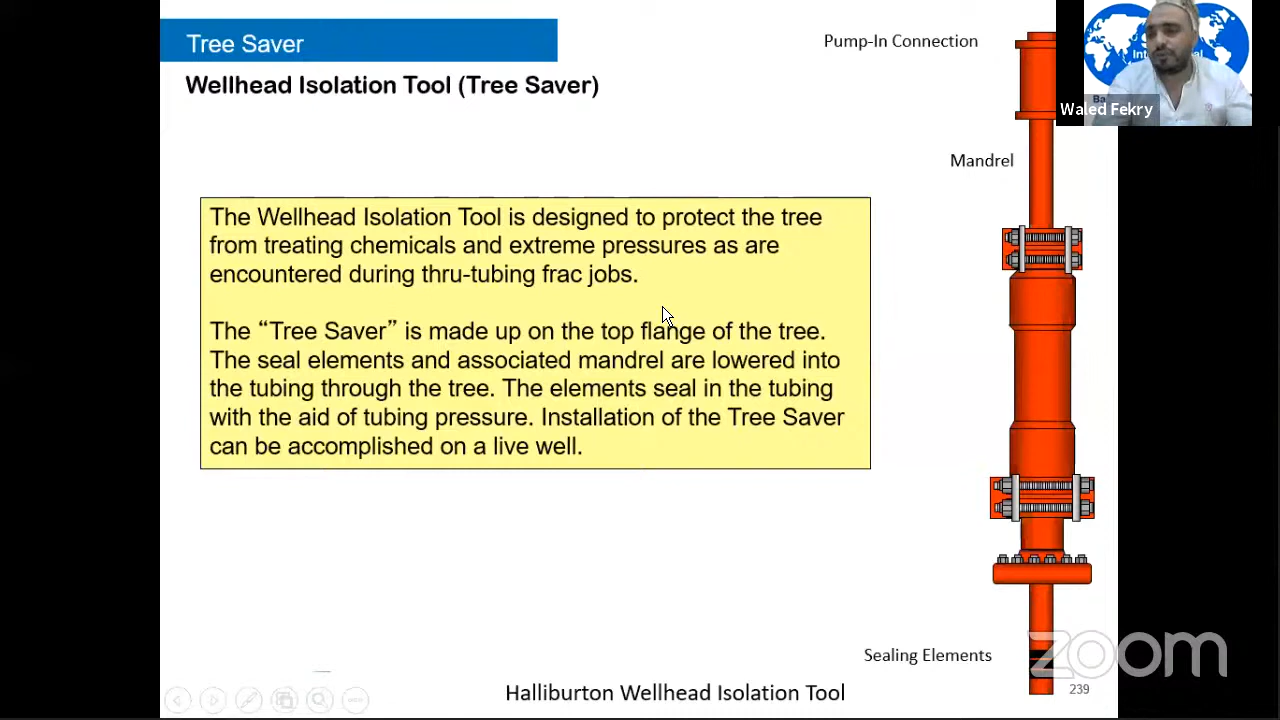 Tree Saver
Wellhead Isolation Tool (Tree Saver)
Pump-In Connection
Waled Fekry
Mandrel
The Wellhead Isolation Tool is designed to protect the tree
from treating chemicals and extreme pressures as are
encountered during thru-tubing frac jobs.
The “Tree Saver” is made up on the top flange of the tree.
The seal elements and associated mandrel are lowered into
the tubing through the tree. The elements seal in the tubing
with the aid of tubing pressure. Installation of the Tree Saver
can be accomplished on a live well.
Sealing Elements
zoom
Halliburton Wellhead Isolation Tool
239